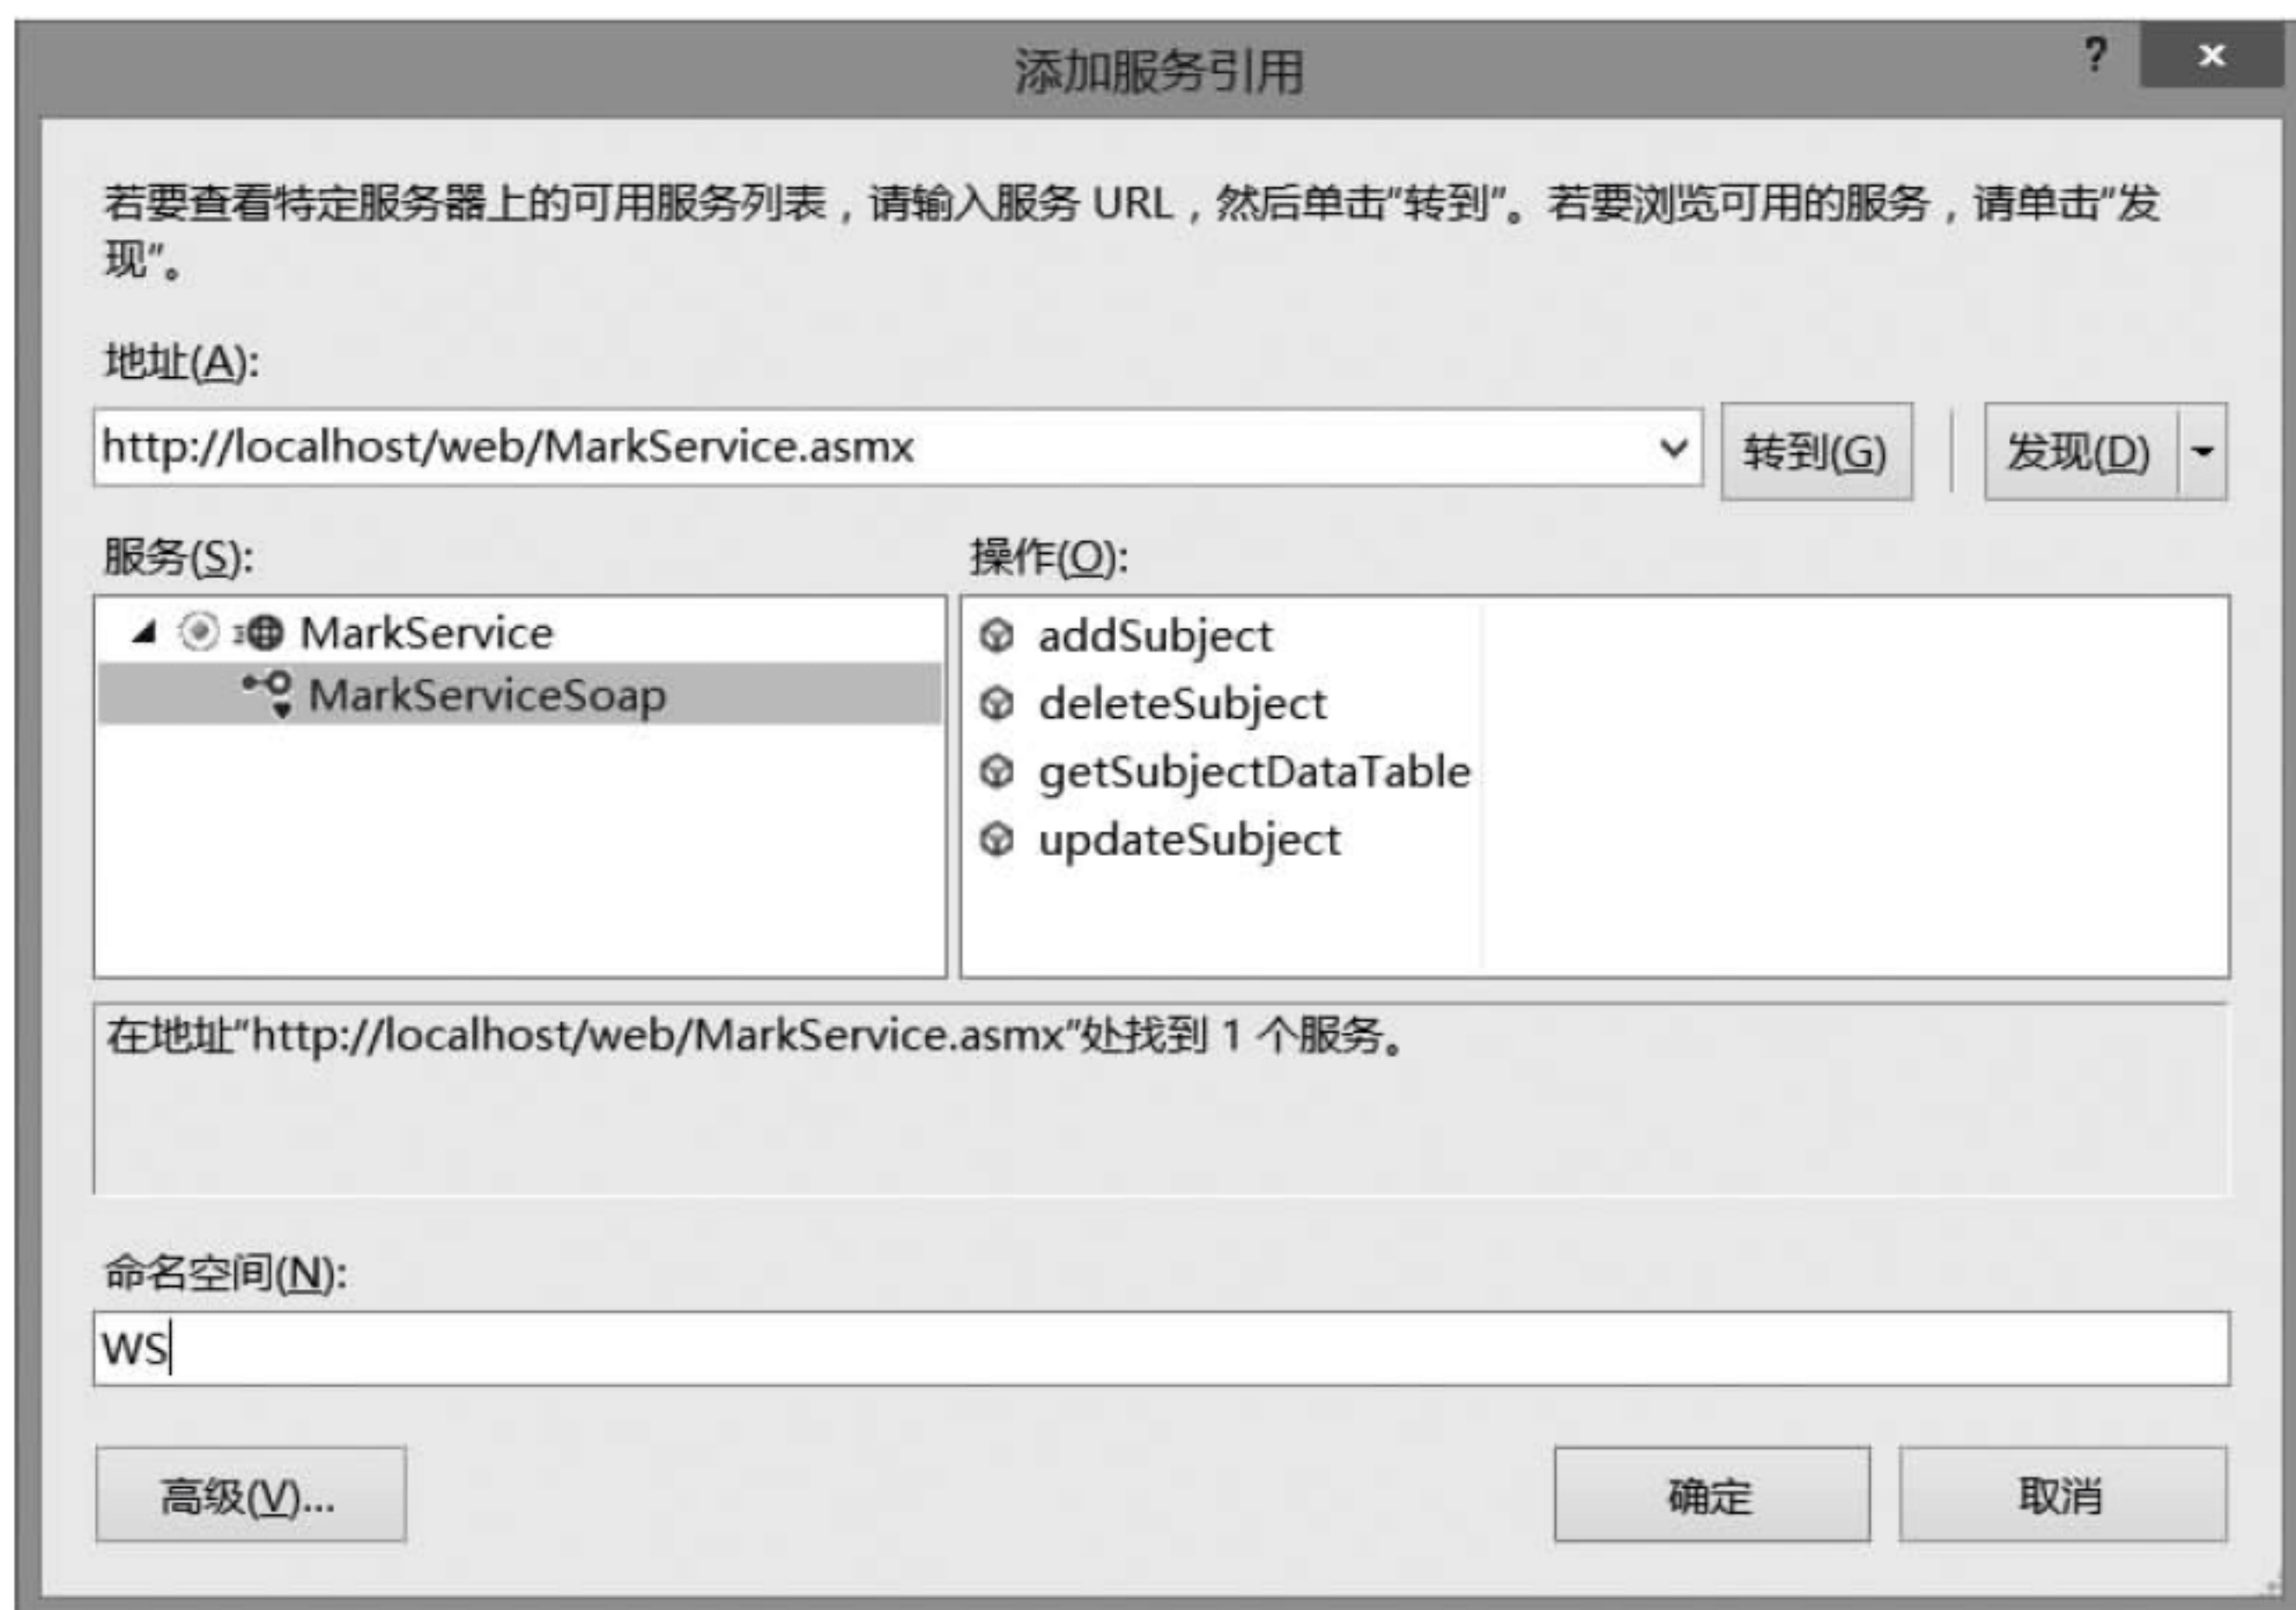 添加服务引用
?
若要查看特定服务器上的可用服务列表，请输入服务 URL，然后单击“转到”。若要浏览可用的服务，请单击“发
现”。
地址(A):
http://localhost/web/MarkService.asmx
转到(G)
发现(D)
服务(S):
操作(O):
MarkService
MarkServiceSoap
addSubject
deleteSubject
getSubjectDataTable
updateSubject
在地址“http://localhost/web/MarkService.asmx”处找到 1 个服务。
命名空间(N):
WS
高级(V)...
确定
取消